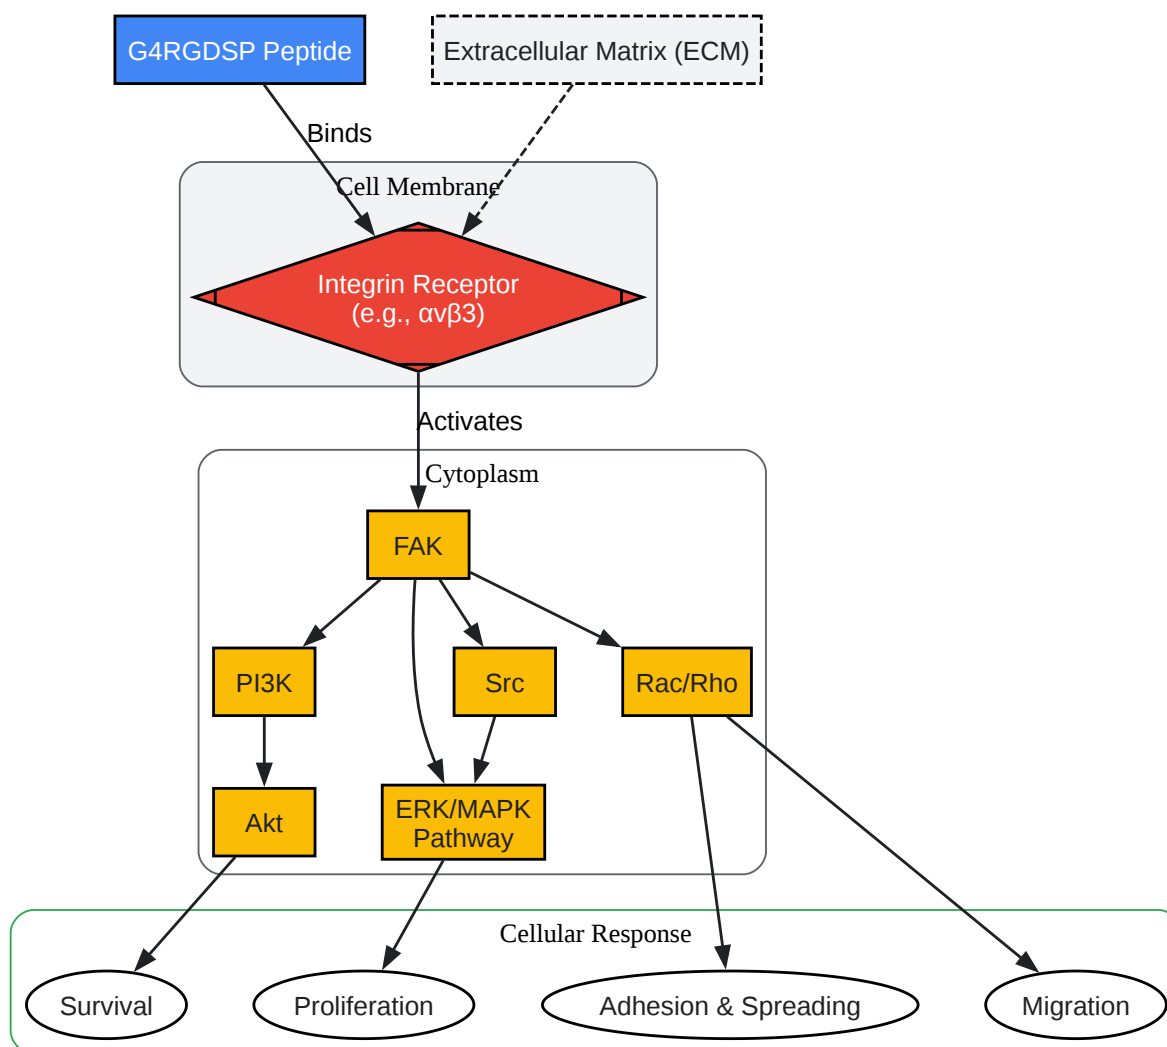 G4RGDSP Peptide
Extracellular Matrix (ECM)
Binds
Cell Membrane
Integrin Receptor
(e.g., αvβ3)
Activates
Cytoplasm
FAK
PI3K
Src
Rac/Rho
Akt
ERK/MAPK
Pathway
Cellular Response
Survival
Proliferation
Adhesion & Spreading
Migration